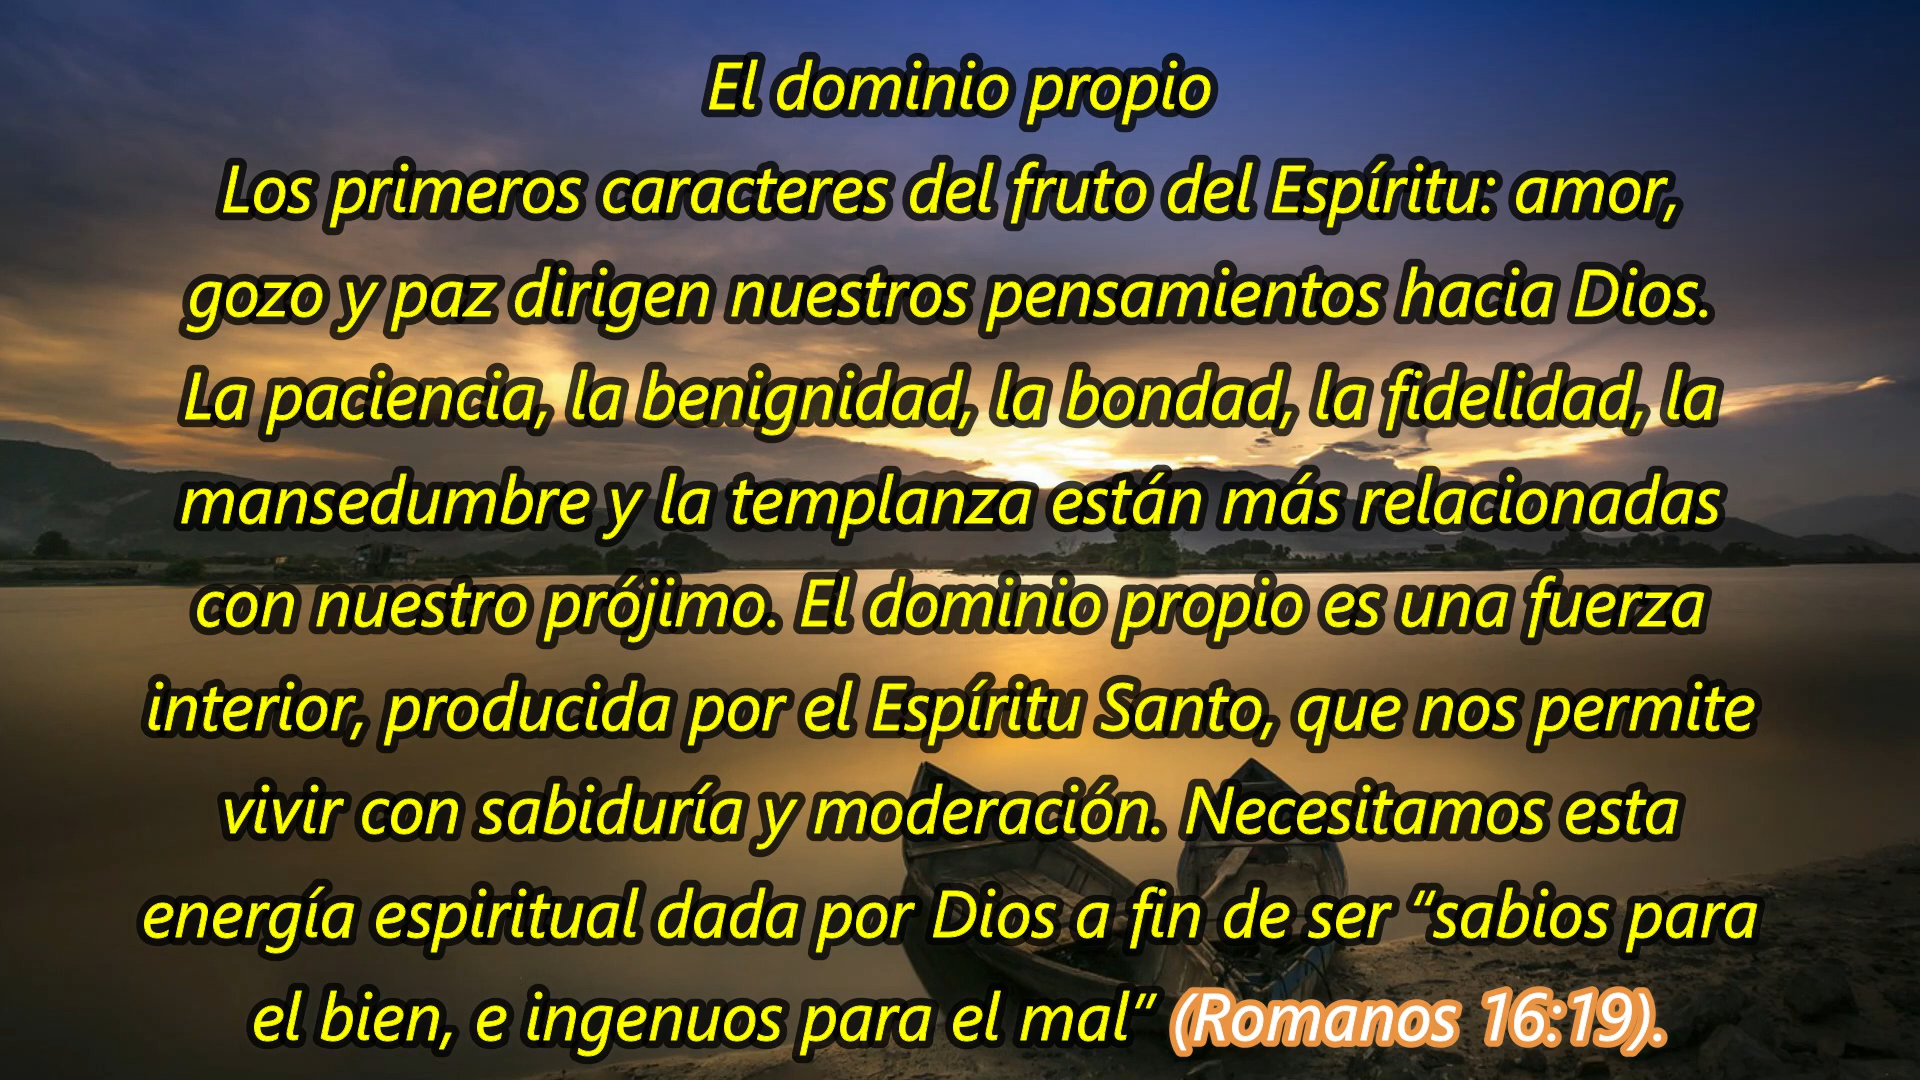 El dominio propio
Los primeros caracteres del fruto del Espíritu: amor,
gozo y paz dirigen nuestros pensamientos hacia Dios.
La paciencia, la benignidad, la bondad, la fidelidad, la
mansedumbre y la templanza están más relacionadas
con nuestro prójimo. El dominio propio es una fuerza
interior, producida por el Espíritu Santo, que nos permite
vivir con sabiduría y moderación. Necesitamos esta
energía espiritual dada por Dios a fin de ser “sabios para
el bien, e ingenuos para el mal” (Romanos 16:19).